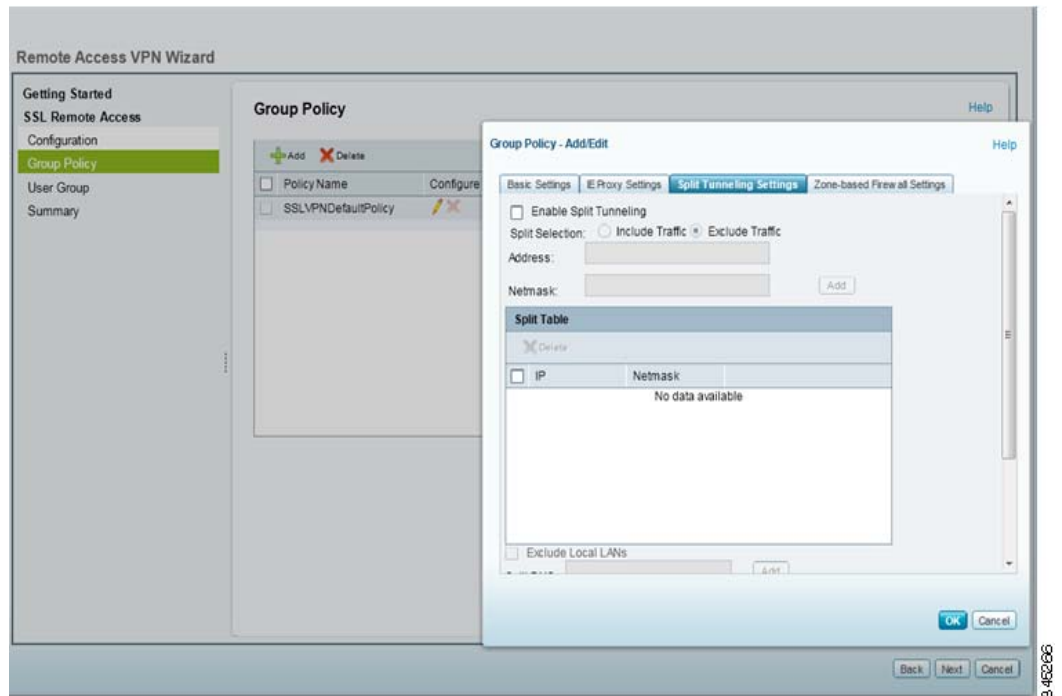 Remote Access VPN Wizard
Getting Started
SSL Remote Access
Configuration
Group Policy
User Group
Summary
Group Policy
Help
Add Delete
Policy Name Configure
SSLVPNDefaultPolicy
Group Policy - Add/Edit
Help
Basic Settings IE Proxy Settings Split Tunneling Settings Zone-based Firewall Settings
Enable Split Tunneling
Split Selection: Include Traffic Exclude Traffic
Address:
Netmask: Add
Split Table
Delete
IP Netmask
No data available
Exclude Local LANs
Add
OK Cancel
Back Next Cancel